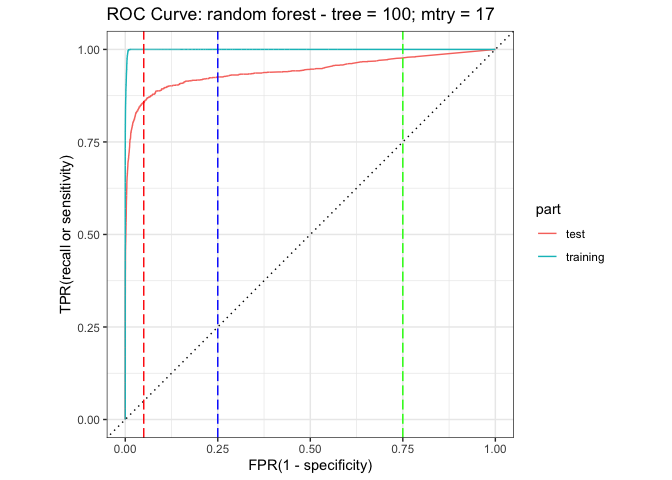 ROC Curve: random forest - tree = 100; mtry = 17
1.00
0.75
0.50
0.25
0.00
TPR(recall or sensitivity)
0.00 0.25 0.50 0.75 1.00
FPR(1 - specificity)
part
test
training